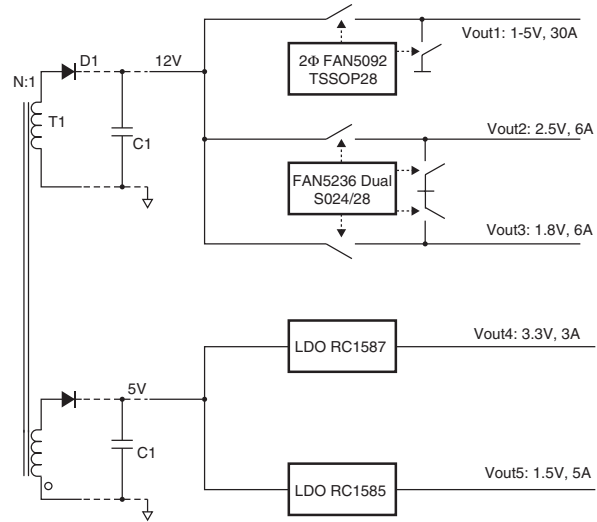 Vout1: 1-5V, 30A
D1
12V
N:1
2Φ FAN5092
TSSOP28
T1
C1
Vout2: 2.5V, 6A
FAN5236 Dual
S024/28
Vout3: 1.8V, 6A
Vout4: 3.3V, 3A
LDO RC1587
5V
C1
Vout5: 1.5V, 5A
LDO RC1585